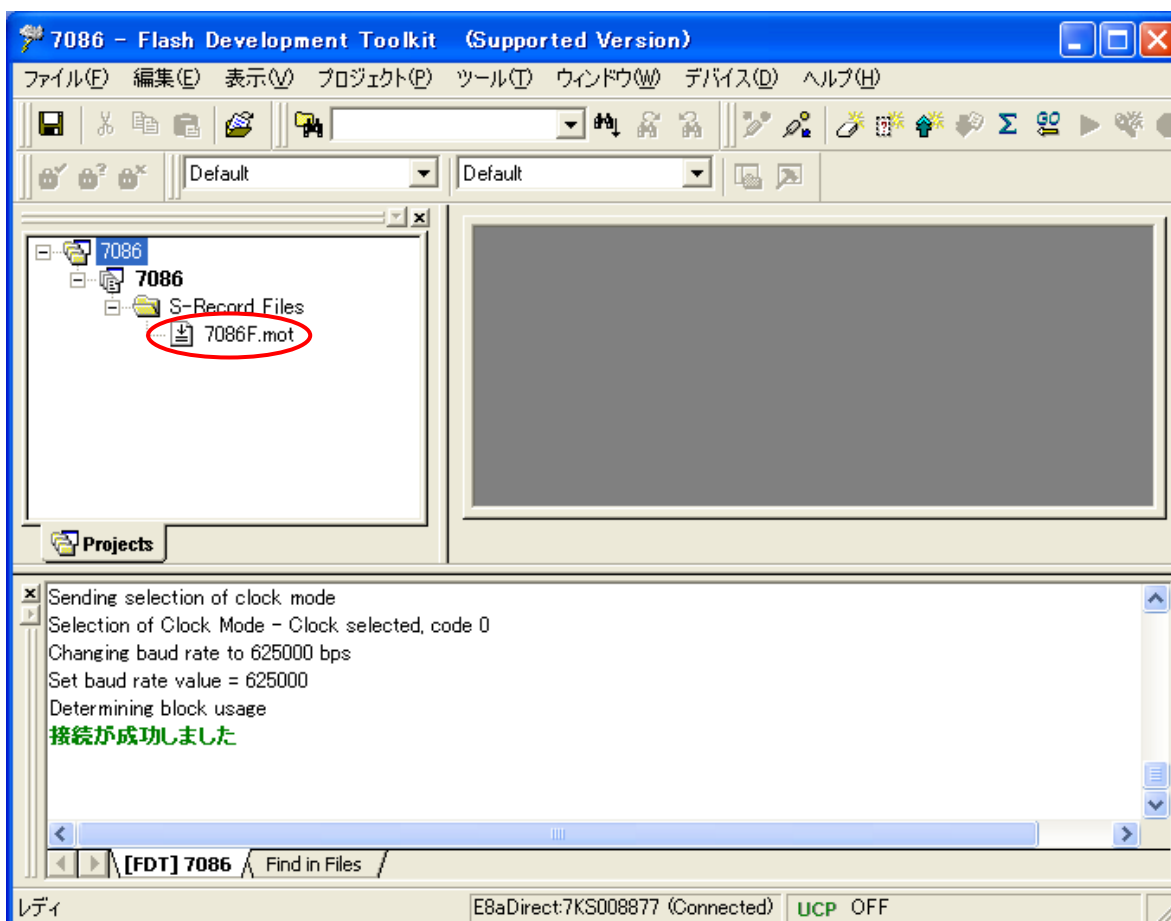 7086 - Flash Development Toolkit (Supported Version)
ファイル(F) 編集(E) 表示(V) プロジェクト(P) ツール(T) ウィンドウ(W) デバイス(D) ヘルプ(H)
Default Default
7086
7086
S-Record Files
7086F.mot
Projects
Sending selection of clock mode
Selection of Clock Mode - Clock selected, code 0
Changing baud rate to 625000 bps
Set baud rate value = 625000
Determining block usage
接続が成功しました
[FDT] 7086 Find in Files
レディ E8aDirect:7KS008877 (Connected) UCP OFF